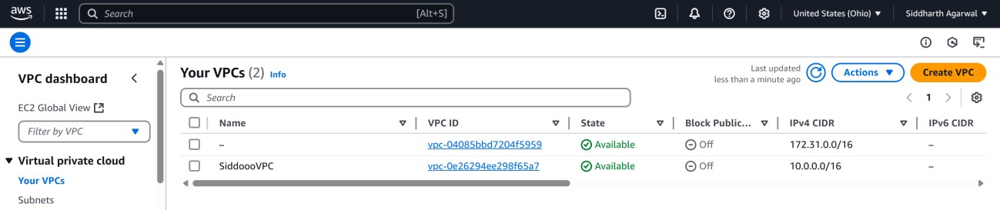 aws Search [Alt+S] United States (Ohio) Siddharth Agarwal
VPC dashboard
EC2 Global View
Filter by VPC
Virtual private cloud
Your VPCs
Subnets
Your VPCs (2) Info
Last updated
less than a minute ago
Actions Create VPC
Search
1
Name VPC ID State Block Public... IPv4 CIDR IPv6 CIDR
– vpc-04085bbd7204f5959 Available Off 172.31.0.0/16 –
SiddoooVPC vpc-0e26294ee298f65a7 Available Off 10.0.0.0/16 –